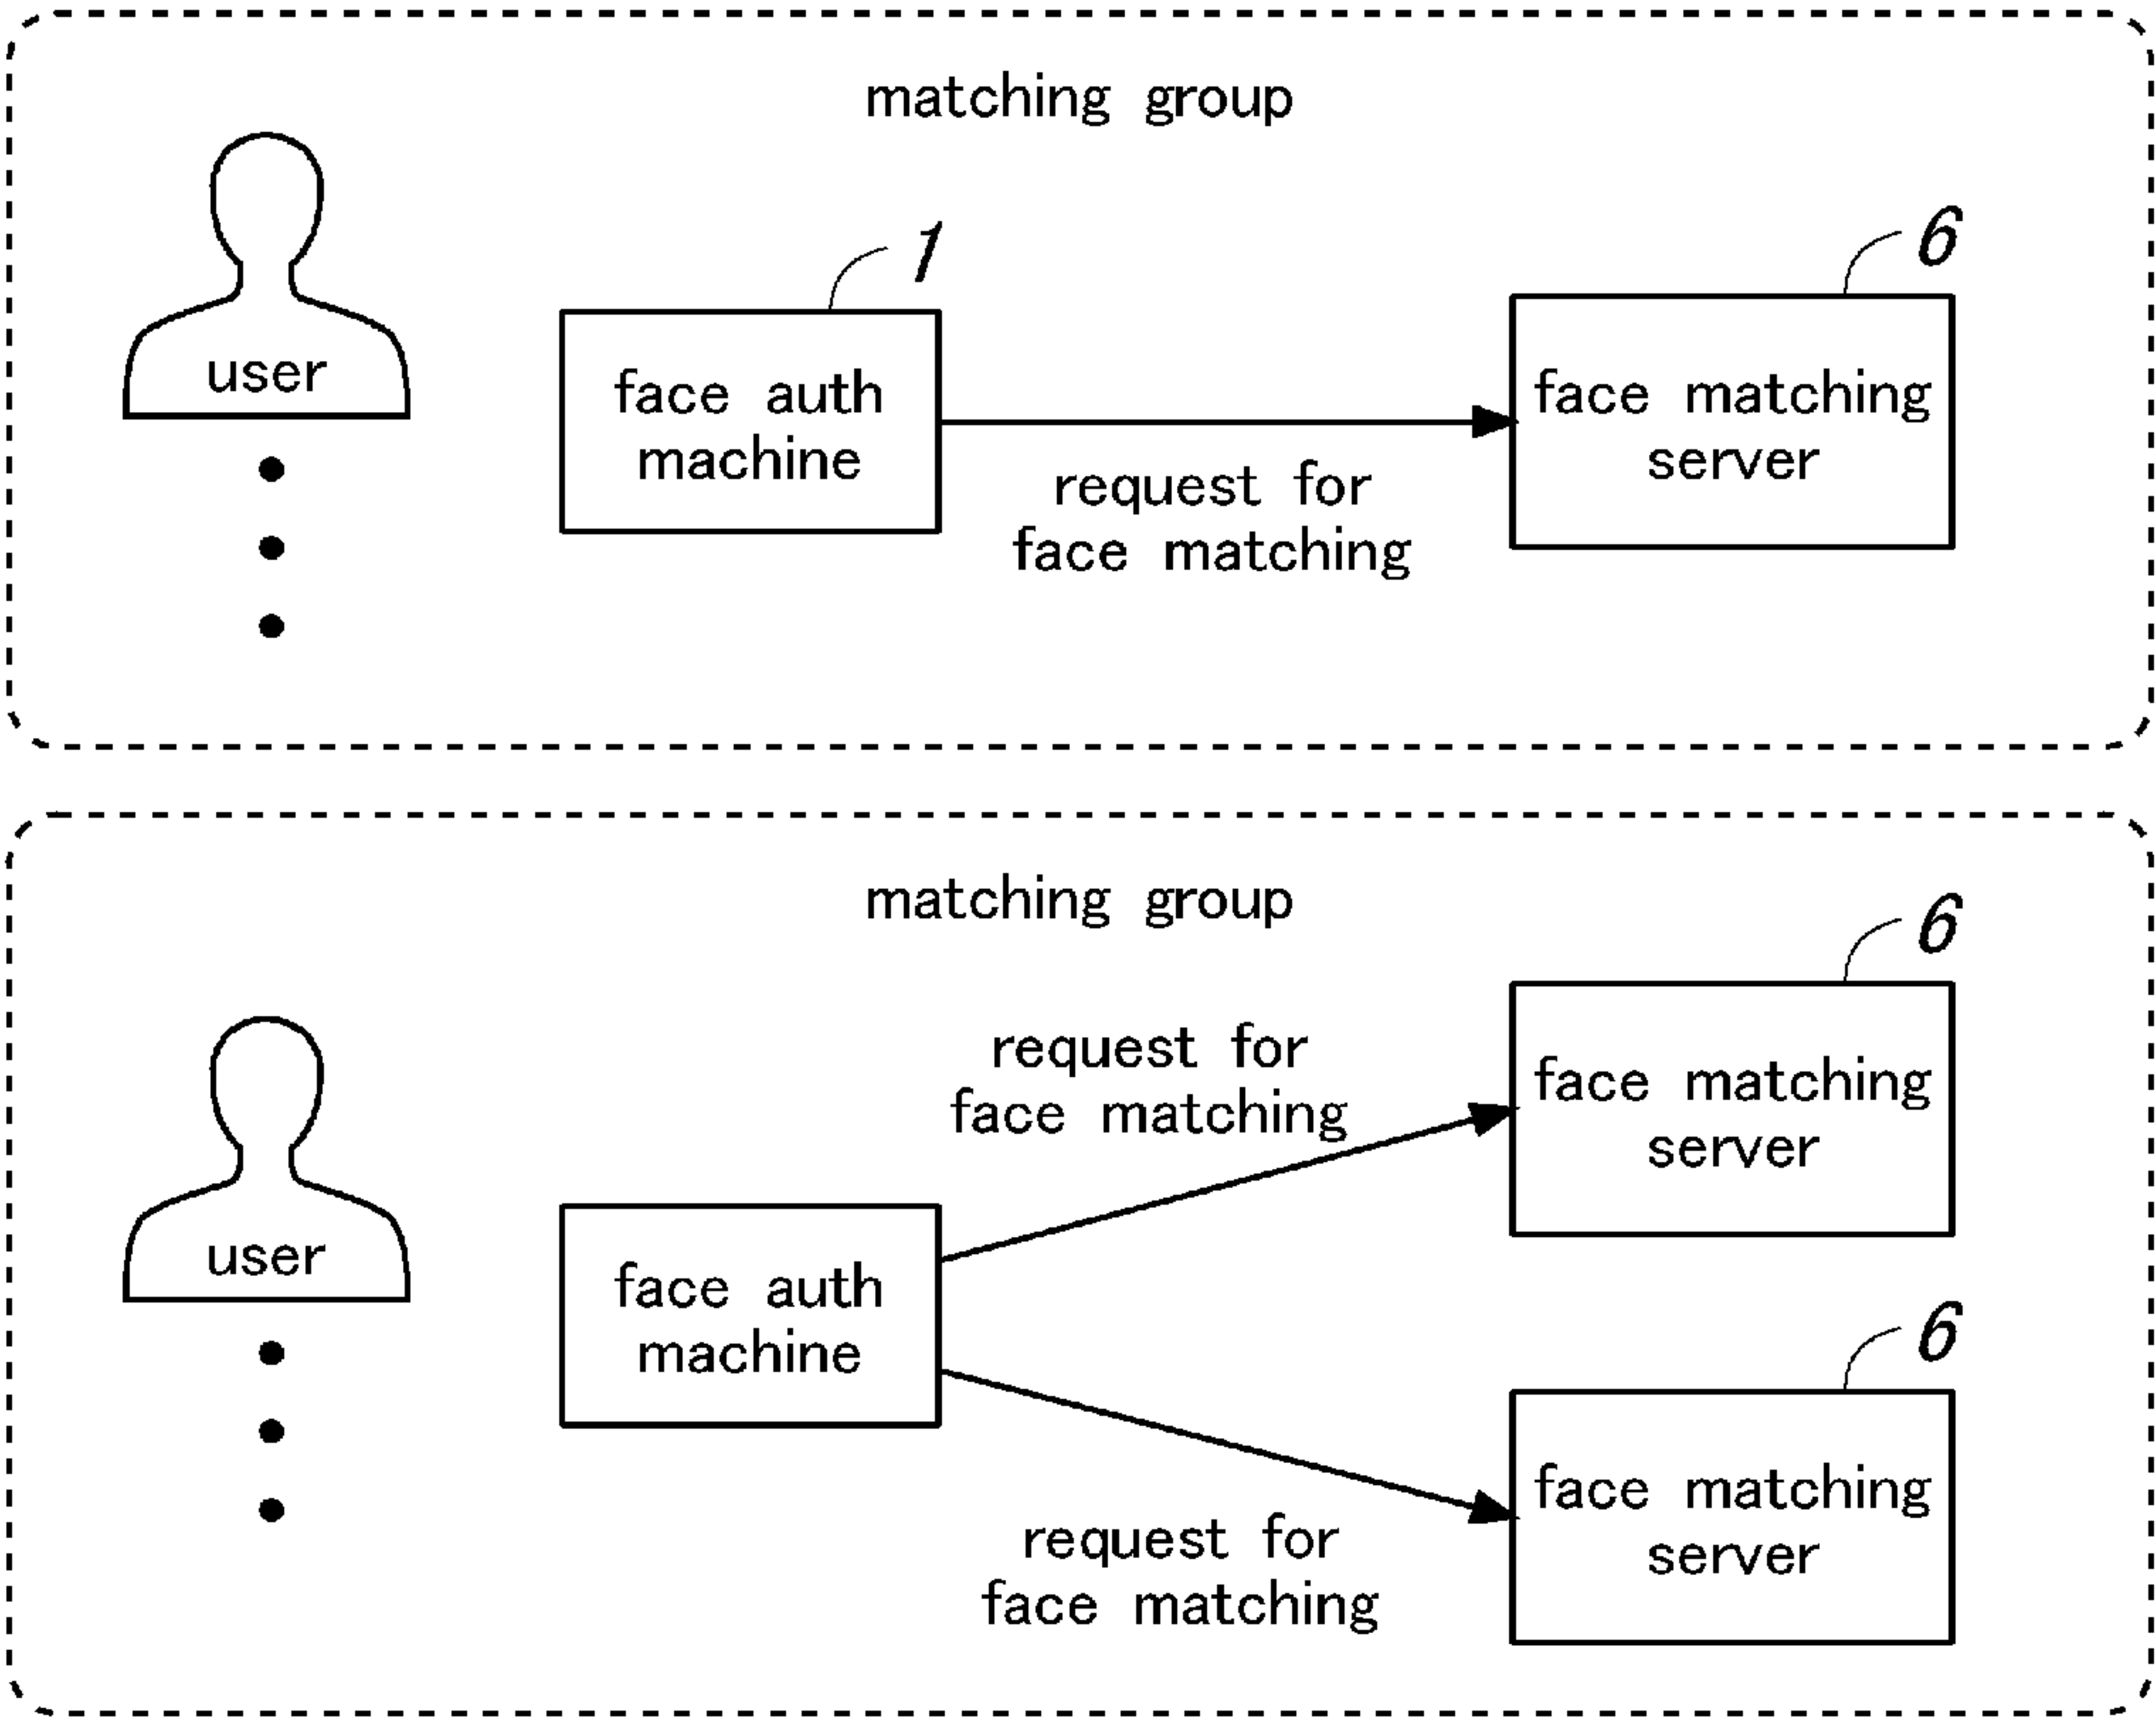 matching group
1
6
user
face auth
machine
face matching
server
request for
face matching
matching group
6
request for
face matching
face matching
server
user
face auth
machine
6
face matching
server
request for
face matching